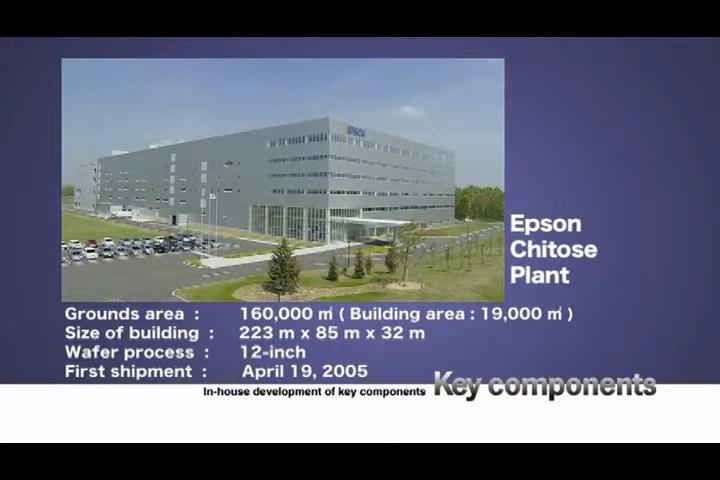 EPSON
Epson
Chitose
Plant
Grounds area : 160,000 ㎡ ( Building area : 19,000 ㎡ )
Size of building : 223 m x 85 m x 32 m
Wafer process : 12-inch
First shipment : April 19, 2005
In-house development of key components Key components